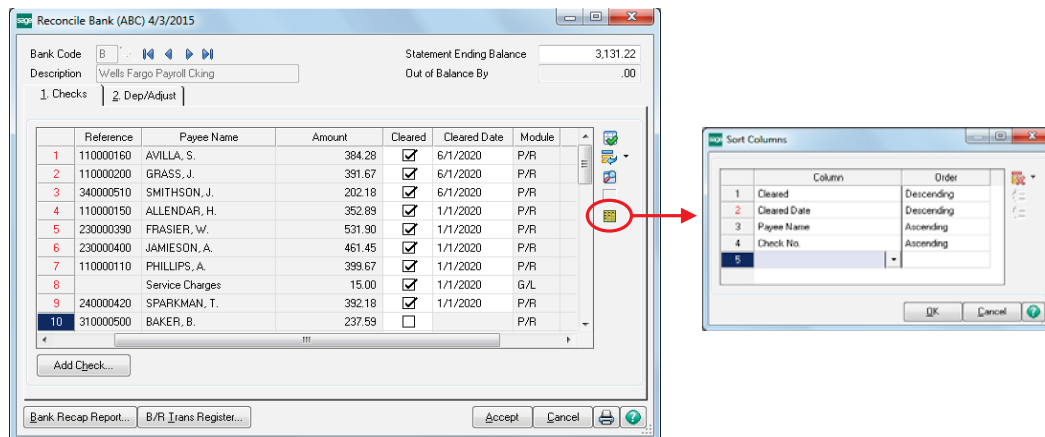 sage Reconcile Bank (ABC) 4/3/2015
Bank Code B Statement Ending Balance 3,131.22
Description Wells Fargo Payroll Cking Out of Balance By .00
1. Checks 2. Dep/Adjust
Reference Payee Name Amount Cleared Cleared Date Module
1 110000160 AVILLA, S. 384.28 6/1/2020 P/R
2 110000200 GRASS, J. 391.67 6/1/2020 P/R
3 340000510 SMITHSON, J. 202.18 6/1/2020 P/R
4 110000150 ALLENDAR, H. 352.89 1/1/2020 P/R
5 230000390 FRASIER, W. 531.90 1/1/2020 P/R
6 230000400 JAMIESON, A. 461.45 1/1/2020 P/R
7 110000110 PHILLIPS, A. 399.67 1/1/2020 P/R
8 Service Charges 15.00 1/1/2020 G/L
9 240000420 SPARKMAN, T. 392.18 1/1/2020 P/R
10 310000500 BAKER, B. 237.59 P/R
Add Check...
Bank Recap Report... B/R Trans Register... Accept Cancel
sage Sort Columns
Column Order
1 Cleared Descending
2 Cleared Date Descending
3 Payee Name Ascending
4 Check No. Ascending
5
OK Cancel